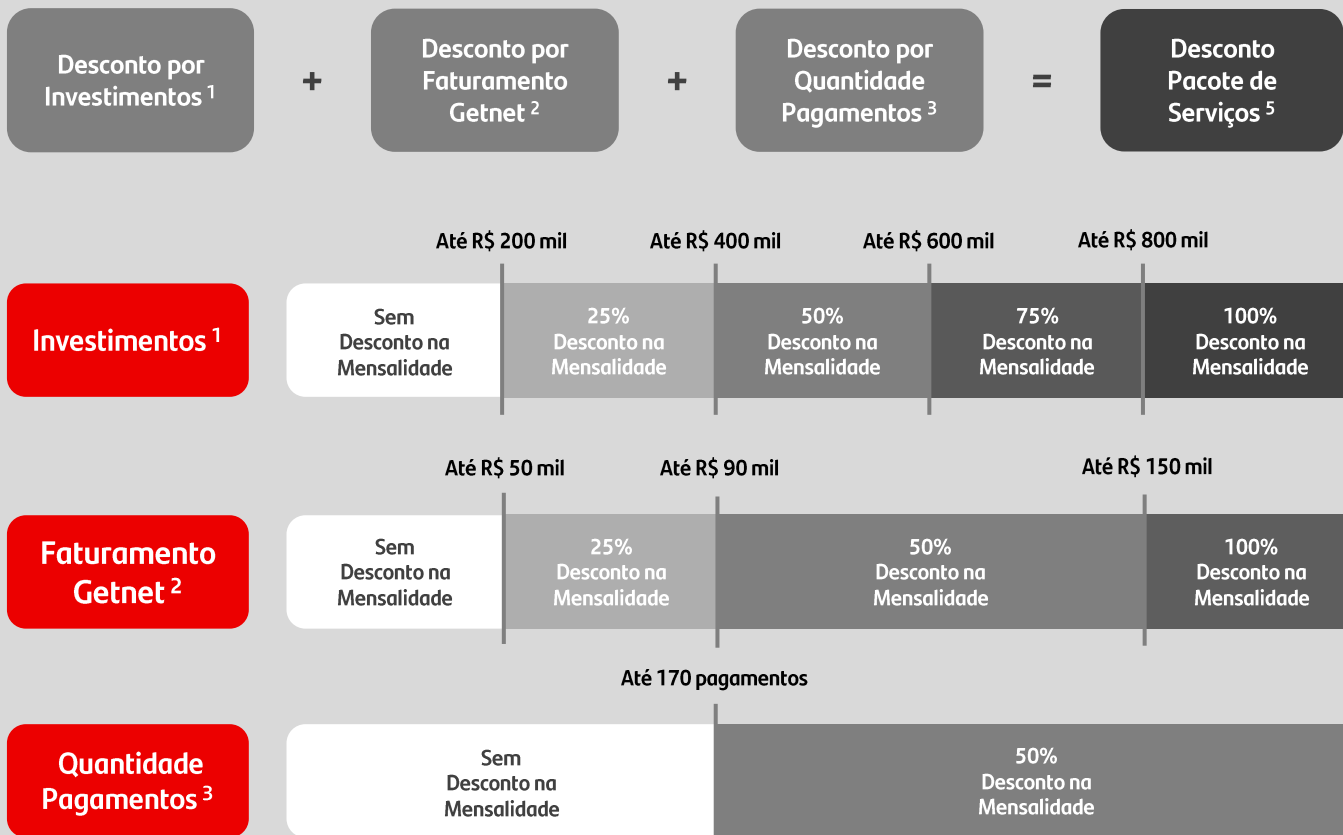 Desconto por
Investimentos ¹
+
Desconto por
Faturamento
Getnet ²
+
Desconto por
Quantidade
Pagamentos ³
=
Desconto
Pacote de
Serviços ⁵
Até R$ 200 mil
Até R$ 400 mil
Até R$ 600 mil
Até R$ 800 mil
Investimentos ¹
Sem
Desconto na
Mensalidade
25%
Desconto na
Mensalidade
50%
Desconto na
Mensalidade
75%
Desconto na
Mensalidade
100%
Desconto na
Mensalidade
Até R$ 50 mil
Até R$ 90 mil
Até R$ 150 mil
Faturamento
Getnet ²
Sem
Desconto na
Mensalidade
25%
Desconto na
Mensalidade
50%
Desconto na
Mensalidade
100%
Desconto na
Mensalidade
Até 170 pagamentos
Quantidade
Pagamentos ³
Sem
Desconto na
Mensalidade
50%
Desconto na
Mensalidade